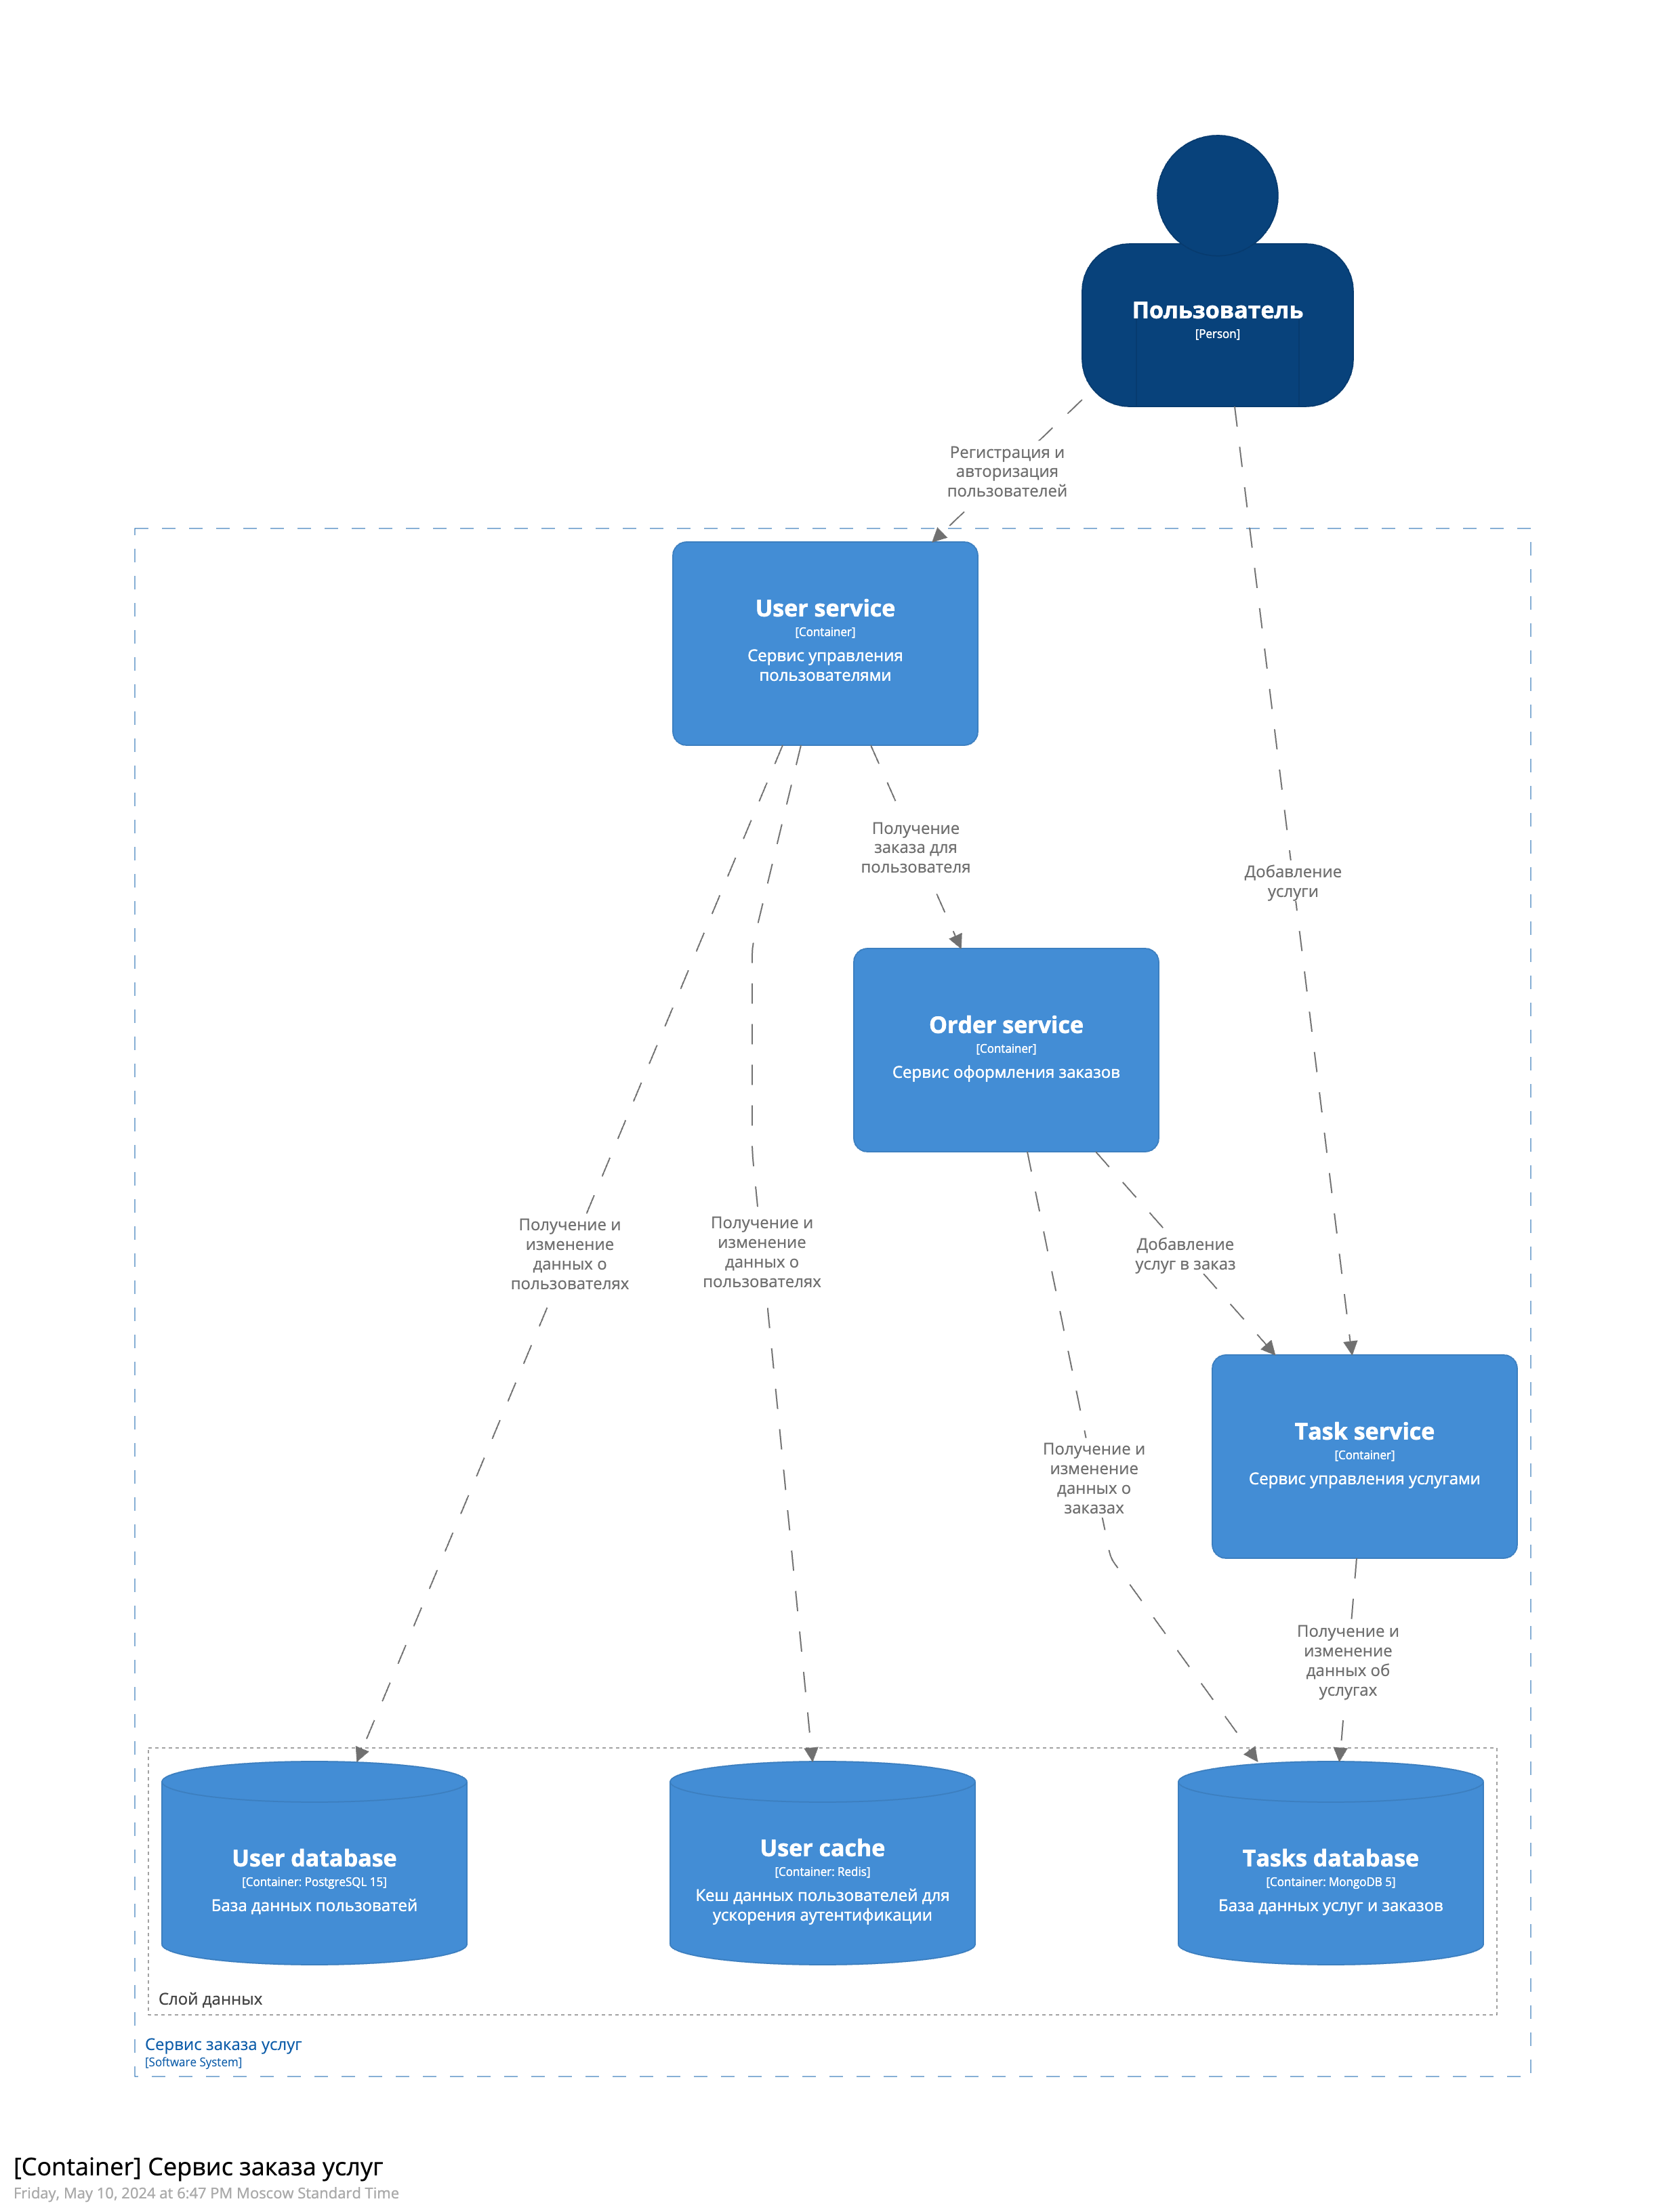 Пользователь
[Person]
Регистрация и
авторизация
пользователей
User service
[Container]
Сервис управления
пользователями
Получение
заказа для
пользователя
Добавление
услуги
Order service
[Container]
Сервис оформления заказов
Получение и
изменение
данных о
пользователях
Получение и
изменение
данных о
пользователях
Добавление
услуг в заказ
Получение и
изменение
данных о
заказах
Task service
[Container]
Сервис управления услугами
Получение и
изменение
данных об
услугах
User database
[Container: PostgreSQL 15]
База данных пользоватей
User cache
[Container: Redis]
Кеш данных пользователей для
ускорения аутентификации
Tasks database
[Container: MongoDB 5]
База данных услуг и заказов
Слой данных
Сервис заказа услуг
[Software System]
[Container] Сервис заказа услуг
Friday, May 10, 2024 at 6:47 PM Moscow Standard Time